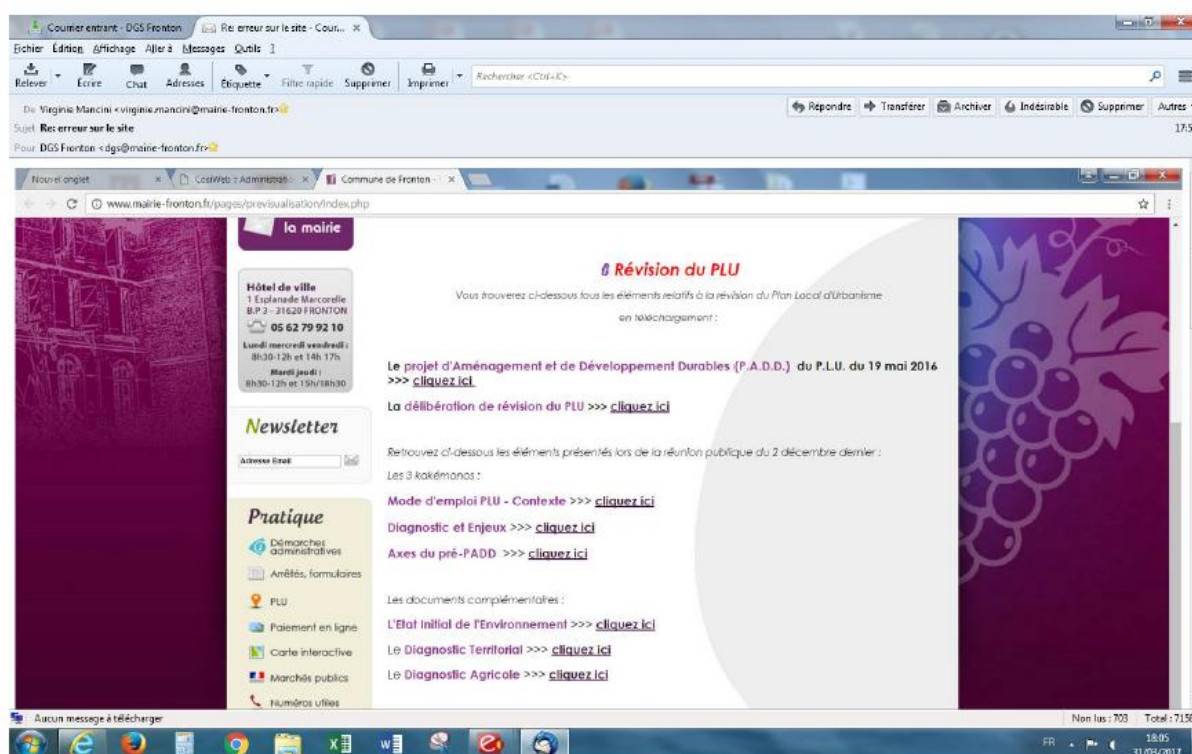 Courrier entrant - DGS Fronton
Re: erreur sur le site - Cour...
Fichier Édition Affichage Aller à Messages Outils ?
Relever Écrire Chat Adresses Étiquette Filtre rapide Supprimer Imprimer Rechercher <Ctrl+K>
De Virginie Mancini <virginie.mancini@mairie-fronton.fr>
Répondre Transférer Archiver Indésirable Supprimer Autres
Sujet Re: erreur sur le site
17:5
Pour DGS Fronton <dgs@mairie-fronton.fr>
Nouvel onglet
CosiWeb :: Administrati
Commune de Fronton -
www.mairie-fronton.fr/pages/previsualisation/index.php
la mairie
Hôtel de ville
1 Esplanade Marcorelle
B.P 3 - 31620 FRONTON
05 62 79 92 10
Lundi mercredi vendredi :
8h30-12h et 14h 17h
Mardi jeudi :
8h30-12h et 15h/18h30
Newsletter
Adresse Email
Pratique
Démarches
administratives
Arrêtés, formulaires
PLU
Paiement en ligne
Carte interactive
Marchés publics
Numéros utiles
Révision du PLU
Vous trouverez ci-dessous tous les éléments relatifs à la révision du Plan Local d'Urbanisme
en téléchargement :
Le projet d'Aménagement et de Développement Durables (P.A.D.D.) du P.L.U. du 19 mai 2016
>>> cliquez ici
La délibération de révision du PLU >>> cliquez ici
Retrouvez ci-dessous les éléments présentés lors de la réunion publique du 2 décembre dernier :
Les 3 kakémonos :
Mode d'emploi PLU - Contexte >>> cliquez ici
Diagnostic et Enjeux >>> cliquez ici
Axes du pré-PADD >>> cliquez ici
Les documents complémentaires :
L'Etat Initial de l'Environnement >>> cliquez ici
Le Diagnostic Territorial >>> cliquez ici
Le Diagnostic Agricole >>> cliquez ici
Aucun message à télécharger
Non lus : 703 Total : 7158
FR
18:05
31/03/2017